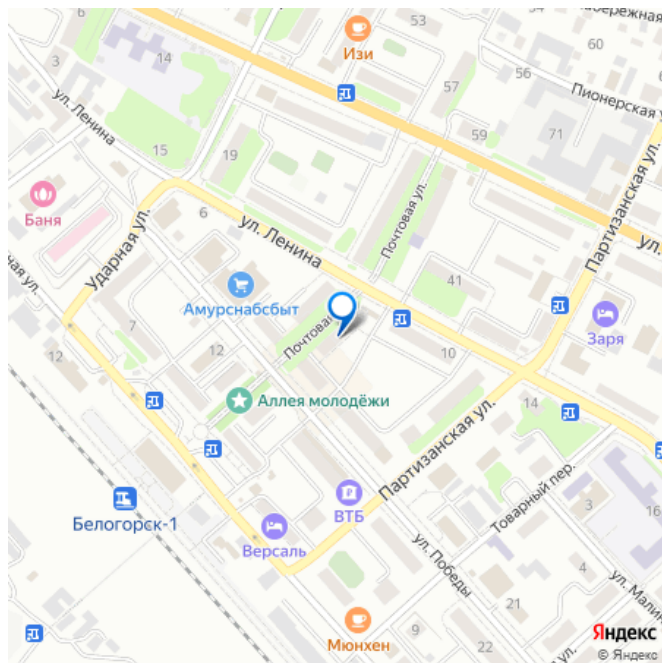 6
53
54
Изи
60
3
14
57
56
Пионерская у
59
71
ул. Ленина
15
19
Партизанская ул.
Баня
Ударная ул.
6
ул. Ленина
Почтовая ул.
ул.
41
Амурснабсбыт
Почтовая
Заря
7
12
10
12
Аллея молодёжи
14
Партизанская ул.
16
Товарный пер.
3
ВТБ
Белогорск-1
Версаль
ул. Победы
4
ул. Малин
21
9
22
Мюнхен
ул.
Яндекс
© Яндекс